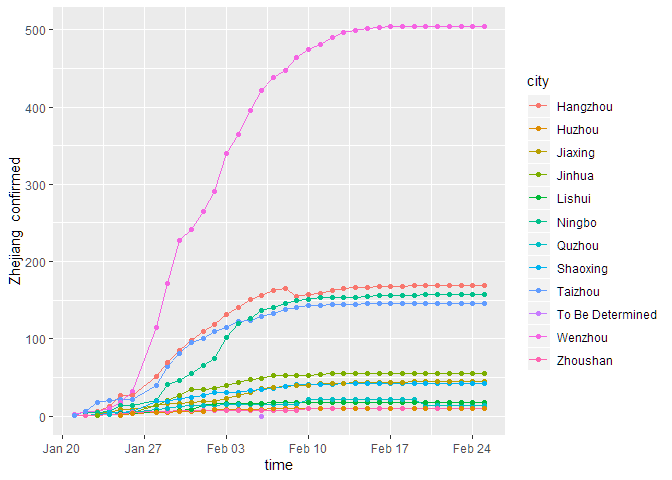 Zhejiang confirmed
500
400
300
200
100
0
Jan 20 Jan 27 Feb 03 Feb 10 Feb 17 Feb 24
time
city
Hangzhou
Huzhou
Jiaxing
Jinhua
Lishui
Ningbo
Quzhou
Shaoxing
Taizhou
To Be Determined
Wenzhou
Zhoushan